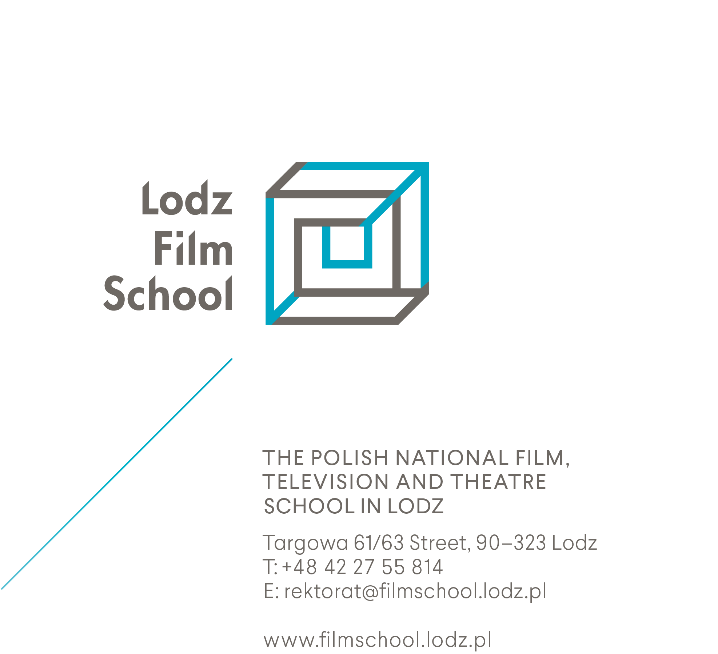 Lodz
Film
School
THE POLISH NATIONAL FILM,
TELEVISION AND THEATRE
SCHOOL IN LODZ
Targowa 61/63 Street, 90–323 Lodz
T: +48 42 27 55 814
E: rektorat@filmschool.lodz.pl
www.filmschool.lodz.pl